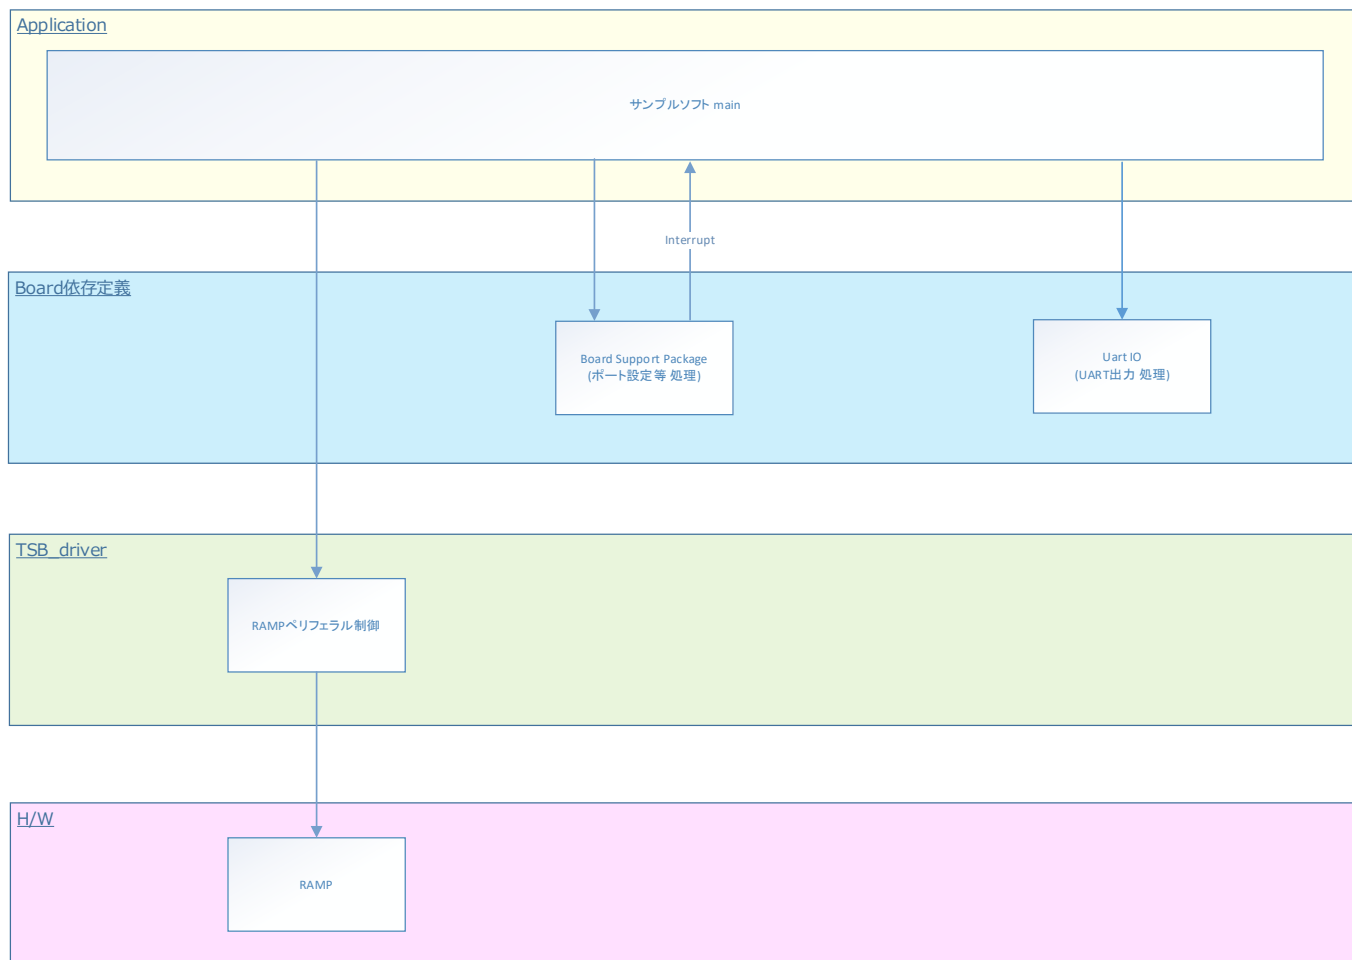 Application
サンプルソフト main
Interrupt
Board依存定義
Board Support Package
(ポート設定等 処理)
Uart IO
(UART出力 処理)
TSB_driver
RAMPペリフェラル制御
H/W
RAMP